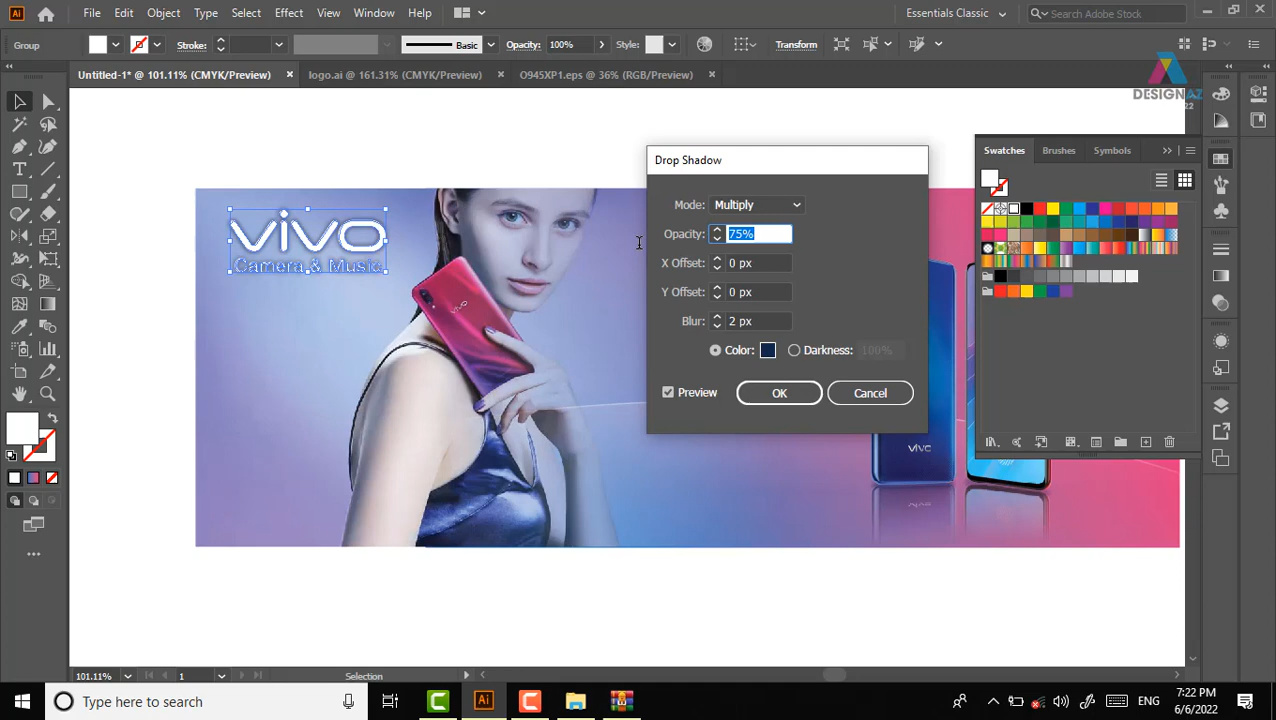 Ai File Edit Object Type Select Effect View Window Help Essentials Classic Search Adobe Stock
Group Stroke: Basic Opacity: 100% Style: Transform
Untitled-1* @ 101.11% (CMYK/Preview) logo.ai @ 161.31% (CMYK/Preview) O945XP1.eps @ 36% (RGB/Preview)
DESIGNAZ
Drop Shadow
Mode: Multiply
Opacity: 75%
X Offset: 0 px
Y Offset: 0 px
Blur: 2 px
Color: Darkness: 100%
Preview OK Cancel
Swatches Brushes Symbols
vivo
Camera & Music
vivo
vivo
101.11% 1 Selection
Type here to search
Ai
ENG
7:22 PM
6/6/2022